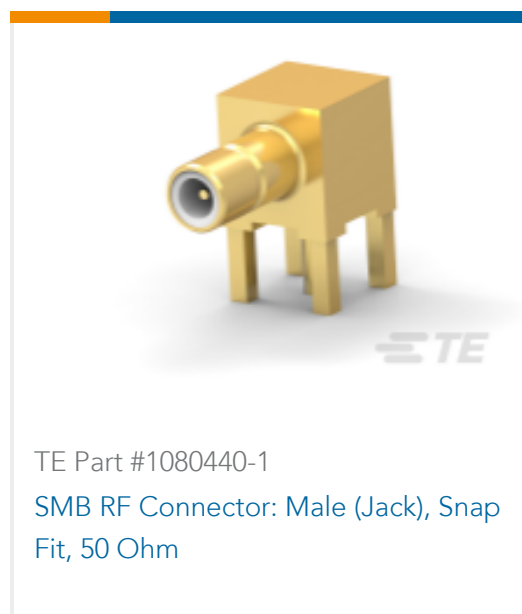 TE
TE Part #1080440-1
SMB RF Connector: Male (Jack), Snap
Fit, 50 Ohm